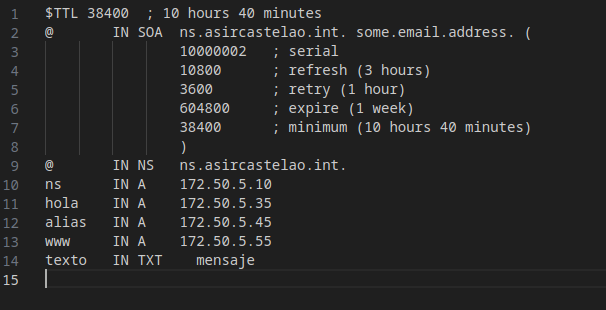 1 $TTL 38400  ; 10 hours 40 minutes
2 @       IN SOA  ns.asircastelao.int. some.email.address. (
3                 10000002   ; serial
4                 10800      ; refresh (3 hours)
5                 3600       ; retry (1 hour)
6                 604800     ; expire (1 week)
7                 38400      ; minimum (10 hours 40 minutes)
8                 )
9 @       IN NS   ns.asircastelao.int.
10 ns      IN A    172.50.5.10
11 hola    IN A    172.50.5.35
12 alias   IN A    172.50.5.45
13 www     IN A    172.50.5.55
14 texto   IN TXT    mensaje
15